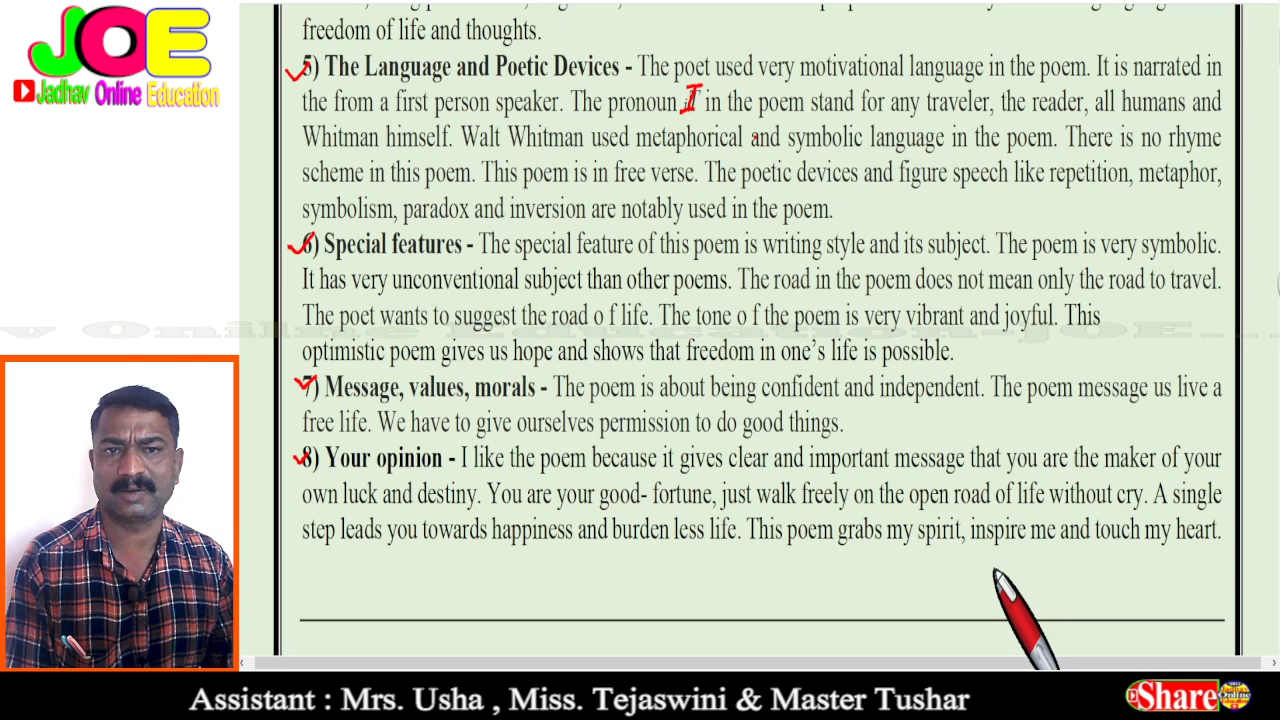 JOE
Jadhav Online Education
freedom of life and thoughts.
5) The Language and Poetic Devices - The poet used very motivational language in the poem. It is narrated in
the from a first person speaker. The pronoun I in the poem stand for any traveler, the reader, all humans and
Whitman himself. Walt Whitman used metaphorical and symbolic language in the poem. There is no rhyme
scheme in this poem. This poem is in free verse. The poetic devices and figure speech like repetition, metaphor,
symbolism, paradox and inversion are notably used in the poem.
6) Special features - The special feature of this poem is writing style and its subject. The poem is very symbolic.
It has very unconventional subject than other poems. The road in the poem does not mean only the road to travel.
The poet wants to suggest the road o f life. The tone o f the poem is very vibrant and joyful. This
optimistic poem gives us hope and shows that freedom in one's life is possible.
7) Message, values, morals - The poem is about being confident and independent. The poem message us live a
free life. We have to give ourselves permission to do good things.
8) Your opinion - I like the poem because it gives clear and important message that you are the maker of your
own luck and destiny. You are your good- fortune, just walk freely on the open road of life without cry. A single
step leads you towards happiness and burden less life. This poem grabs my spirit, inspire me and touch my heart.
Assistant : Mrs. Usha , Miss. Tejaswini & Master Tushar
Share